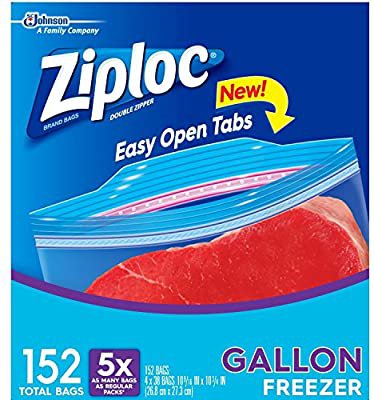 Johnson
A Family Company
Ziploc®
BRAND BAGS
DOUBLE ZIPPER
New!
Easy Open Tabs
152
TOTAL BAGS
5X
AS MANY BAGS
AS REGULAR
PACKS*
152 BAGS
4 x 38 BAGS 10 9/16 IN x 10 3/4 IN
(26.8 cm x 27.3 cm)
GALLON
FREEZER